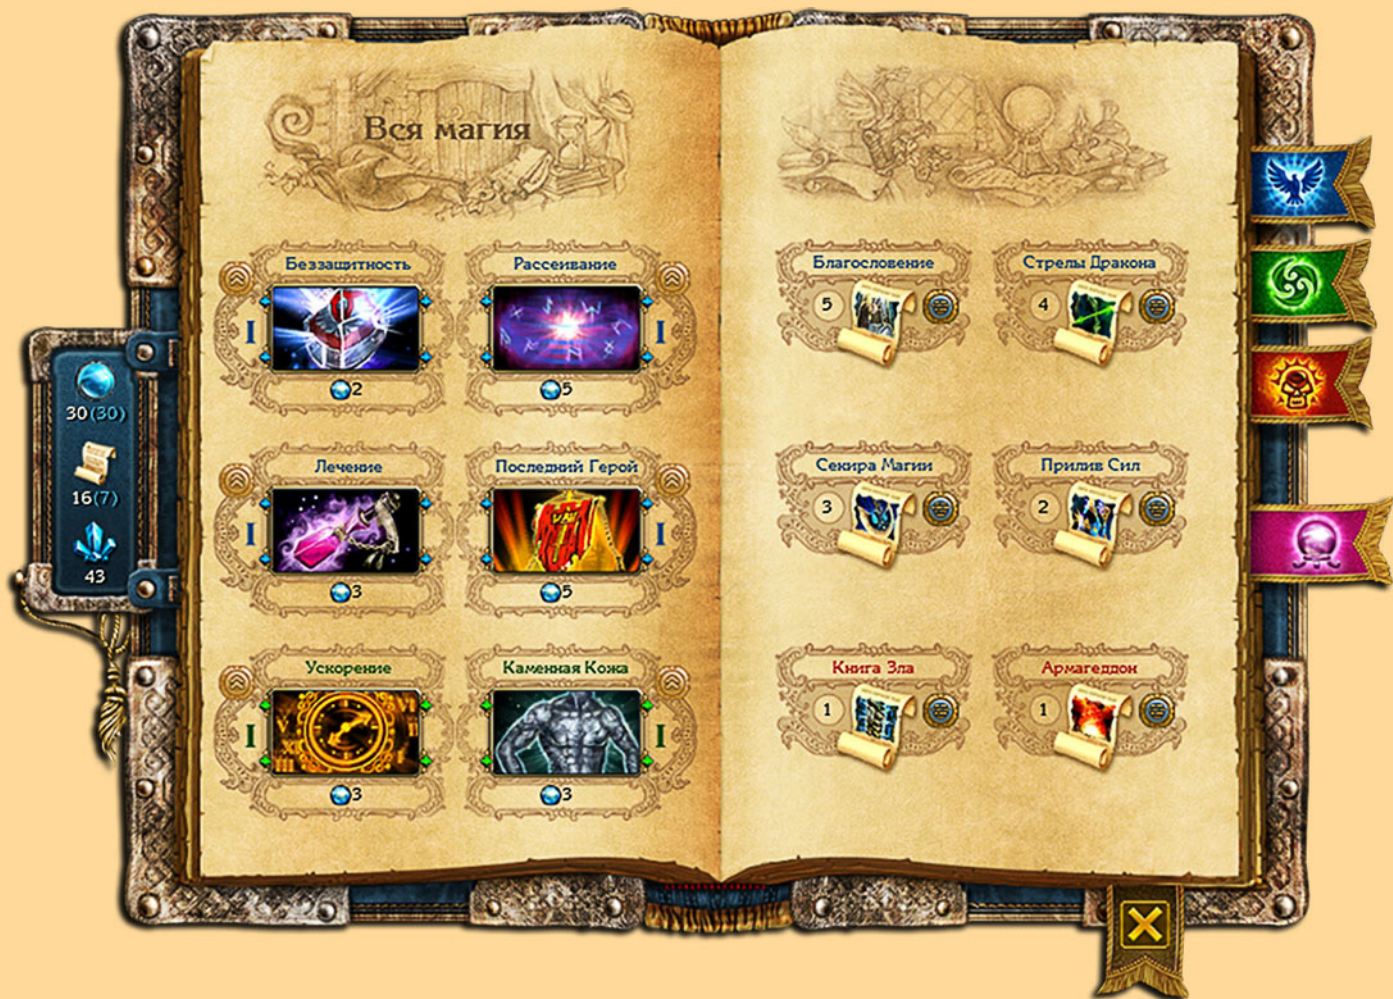 Вся магия
Беззащитность
Рассеивание
I
I
2
5
Благословение
Стрелы Дракона
5
4
30(30)
16(7)
43
Лечение
Последний Герой
I
I
3
5
Секира Магии
Прилив Сил
3
2
Ускорение
Каменная Кожа
I
I
3
3
Книга Зла
Армагеддон
1
1